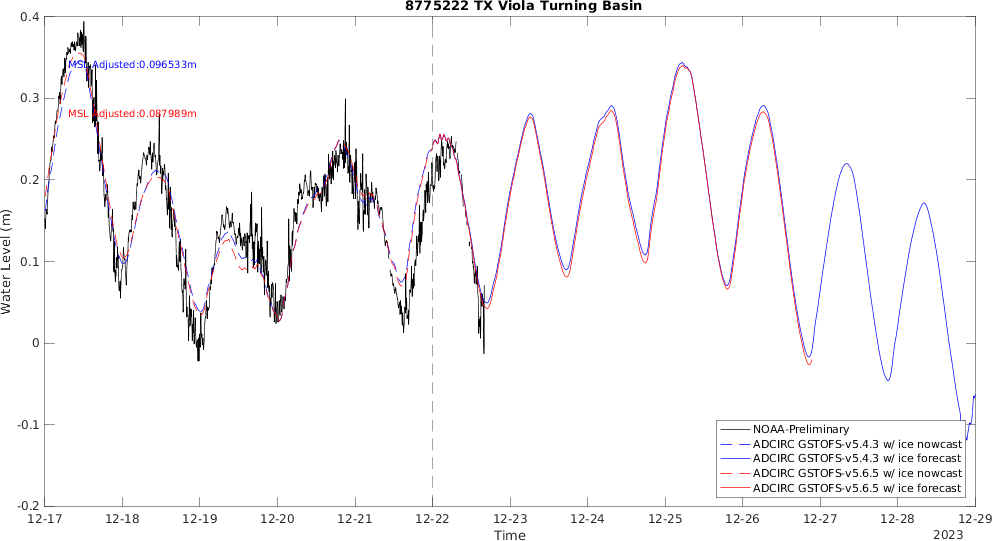 8775222 TX Viola Turning Basin
0.4
0.3
0.2
0.1
0
-0.1
-0.2
Water Level (m)
MSL Adjusted:0.096533m
MSL Adjusted:0.087989m
NOAA-Preliminary
ADCIRC GSTOFS-v5.4.3 w/ ice nowcast
ADCIRC GSTOFS-v5.4.3 w/ ice forecast
ADCIRC GSTOFS-v5.6.5 w/ ice nowcast
ADCIRC GSTOFS-v5.6.5 w/ ice forecast
12-17 12-18 12-19 12-20 12-21 12-22 12-23 12-24 12-25 12-26 12-27 12-28 12-29
Time
2023